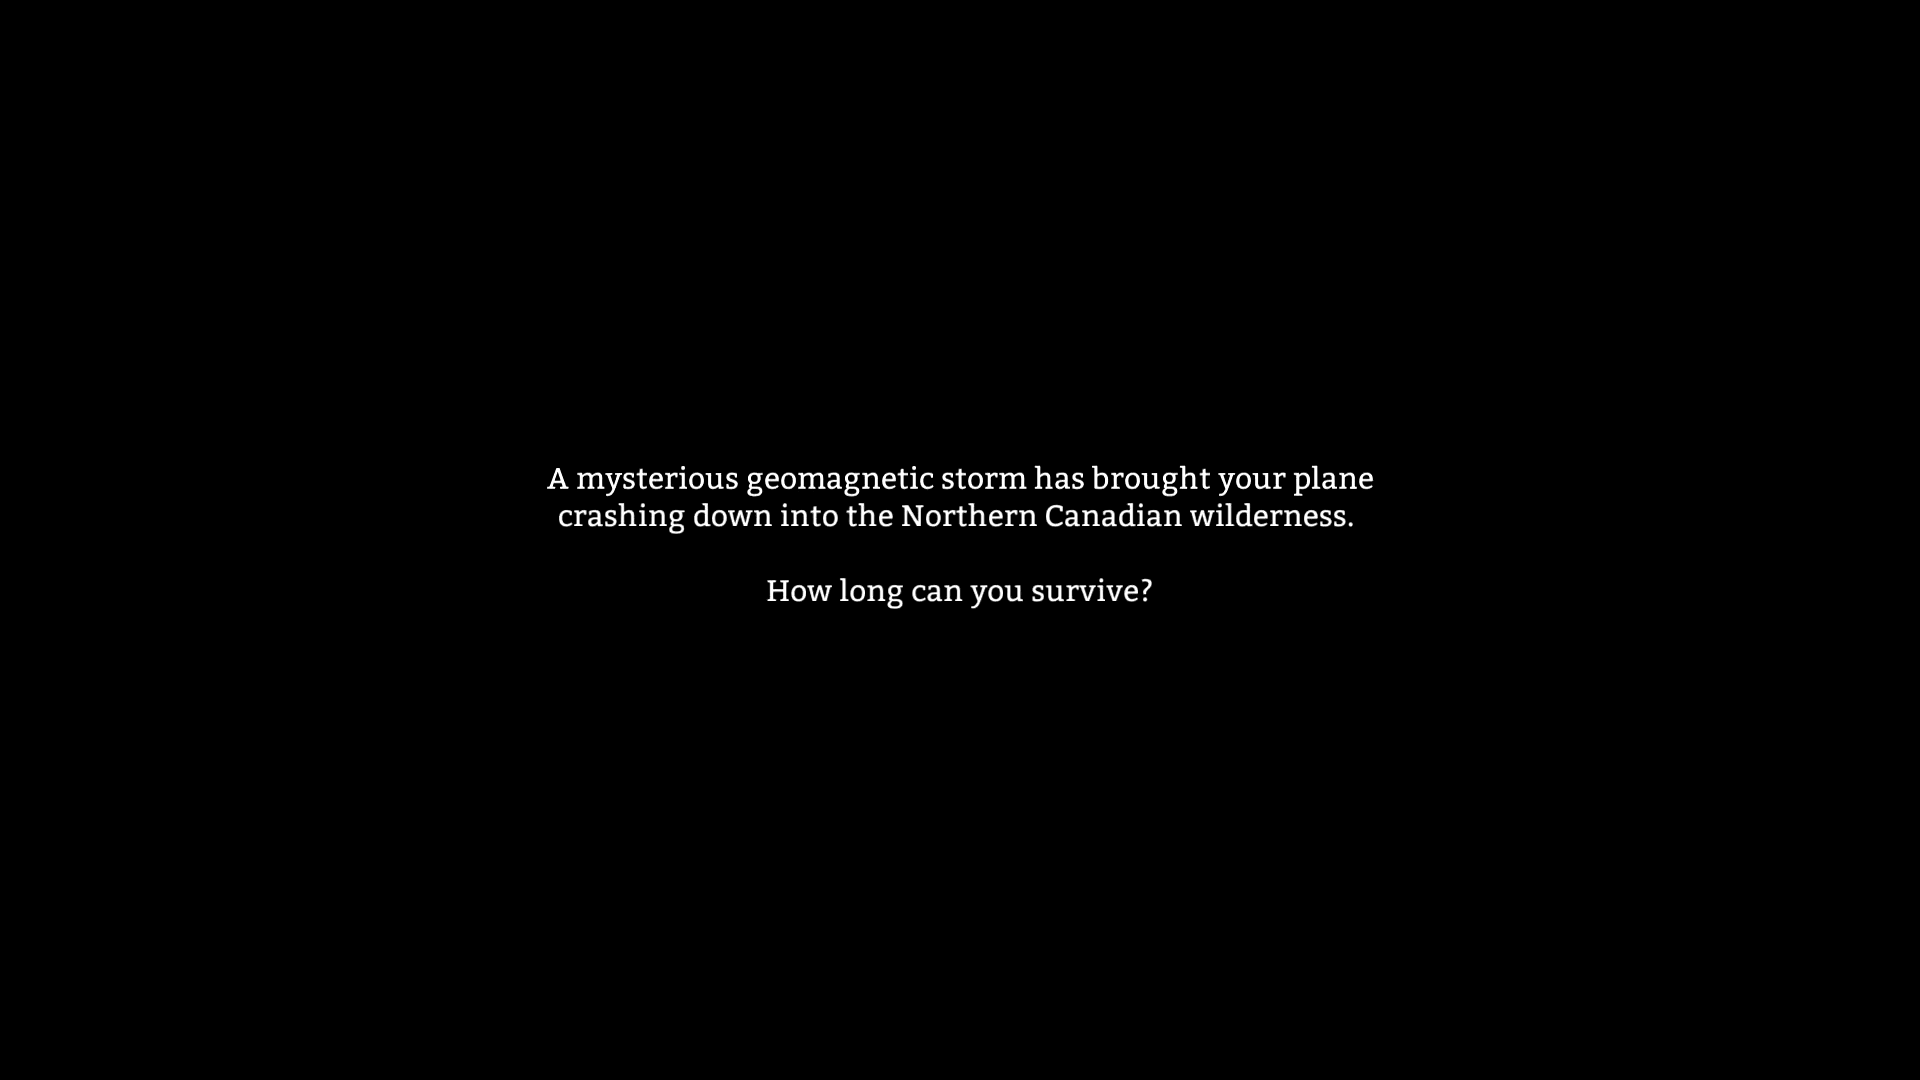 A mysterious geomagnetic storm has brought your plane
crashing down into the Northern Canadian wilderness.
How long can you survive?